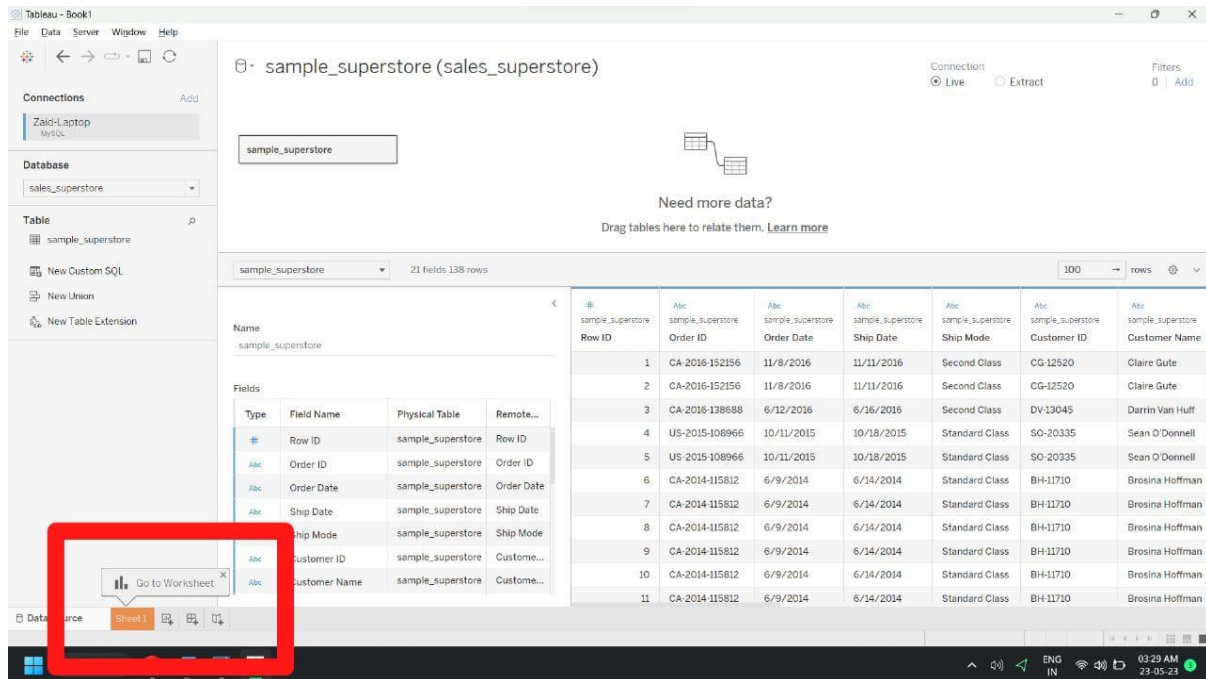 Tableau - Book1
File Data Server Window Help
sample_superstore (sales_superstore)
Connection
Live Extract
Filters
0 Add
Connections Add
Zaid-Laptop
MySQL
Database
sales_superstore
Table
sample_superstore
New Custom SQL
New Union
New Table Extension
sample_superstore
Need more data?
Drag tables here to relate them. Learn more
sample_superstore 21 fields 138 rows 100 rows
Name
sample_superstore
Fields
Type Field Name Physical Table Remote...
# Row ID sample_superstore Row ID
Abc Order ID sample_superstore Order ID
Abc Order Date sample_superstore Order Date
Abc Ship Date sample_superstore Ship Date
Ship Mode sample_superstore Ship Mode
Abc Customer ID sample_superstore Custome...
Abc Customer Name sample_superstore Custome...
# Abc Abc Abc Abc Abc Abc
sample_superstore sample_superstore sample_superstore sample_superstore sample_superstore sample_superstore sample_superstore
Row ID Order ID Order Date Ship Date Ship Mode Customer ID Customer Name
1 CA-2016-152156 11/8/2016 11/11/2016 Second Class CG-12520 Claire Gute
2 CA-2016-152156 11/8/2016 11/11/2016 Second Class CG-12520 Claire Gute
3 CA-2016-138688 6/12/2016 6/16/2016 Second Class DV-13045 Darrin Van Huff
4 US-2015-108966 10/11/2015 10/18/2015 Standard Class SO-20335 Sean O'Donnell
5 US-2015-108966 10/11/2015 10/18/2015 Standard Class SO-20335 Sean O'Donnell
6 CA-2014-115812 6/9/2014 6/14/2014 Standard Class BH-11710 Brosina Hoffman
7 CA-2014-115812 6/9/2014 6/14/2014 Standard Class BH-11710 Brosina Hoffman
8 CA-2014-115812 6/9/2014 6/14/2014 Standard Class BH-11710 Brosina Hoffman
9 CA-2014-115812 6/9/2014 6/14/2014 Standard Class BH-11710 Brosina Hoffman
10 CA-2014-115812 6/9/2014 6/14/2014 Standard Class BH-11710 Brosina Hoffman
11 CA-2014-115812 6/9/2014 6/14/2014 Standard Class BH-11710 Brosina Hoffman
Go to Worksheet
Sheet 1
ENG
IN
03:29 AM
23-05-23
3